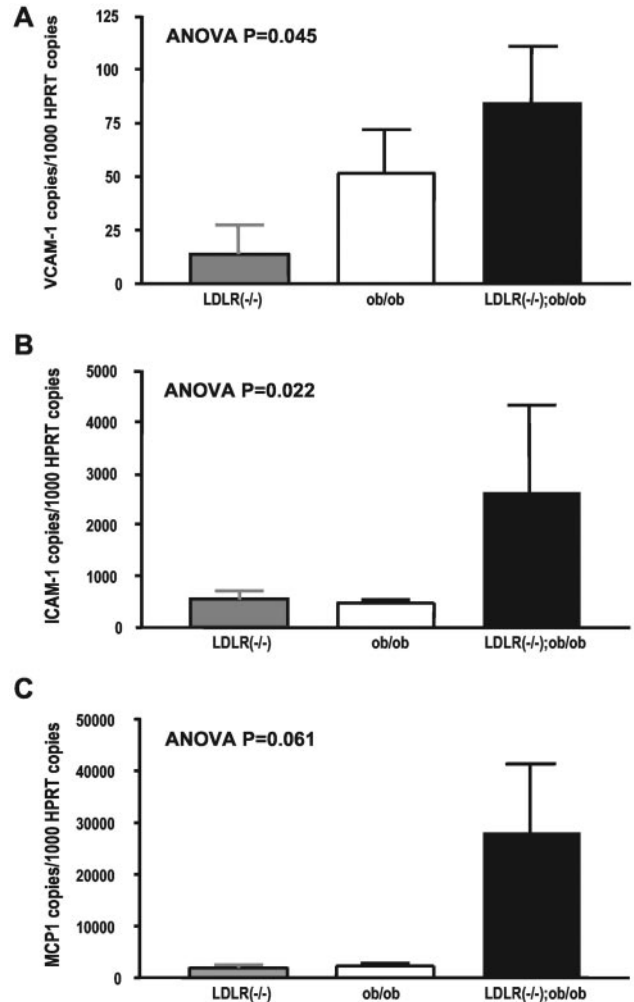 A
VCAM-1 copies/1000 HPRT copies
125
100
75
50
25
0
ANOVA P=0.045
LDLR(-/-) ob/ob LDLR(-/-);ob/ob
B
ICAM-1 copies/1000 HPRT copies
5000
4000
3000
2000
1000
0
ANOVA P=0.022
LDLR(-/-) ob/ob LDLR(-/-);ob/ob
C
MCP1 copies/1000 HPRT copies
50000
40000
30000
20000
10000
0
ANOVA P=0.061
LDLR(-/-) ob/ob LDLR(-/-);ob/ob